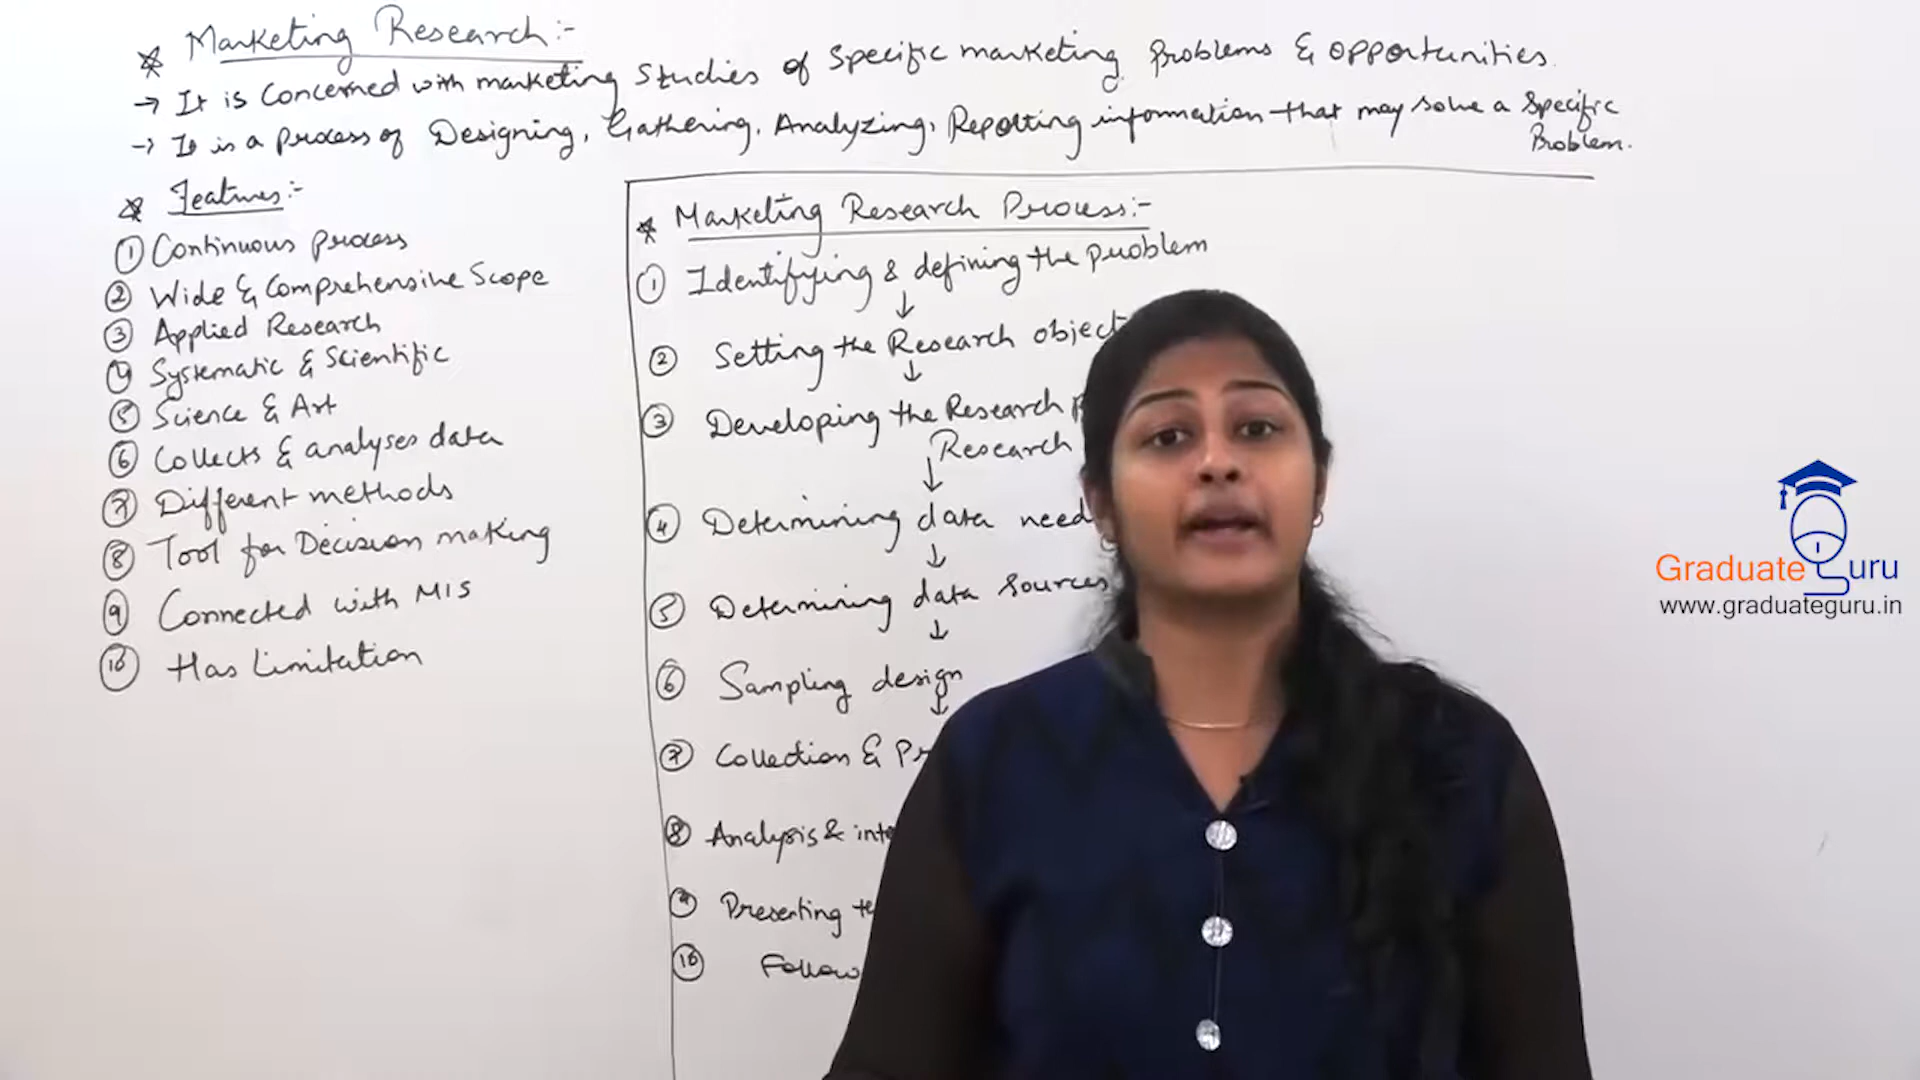 Marketing Research:-
→ It is Concerned with marketing Studies of Specific marketing Problems & opportunities.
→ It is a Process of Designing, Gathering, Analyzing, Reporting information that may solve a Specific
Problem.
Features:-
① Continuous process
② Wide & Comprehensive Scope
③ Applied Research
④ Systematic & Scientific
⑤ Science & Art
⑥ Collects & analyses data
⑦ Different methods
⑧ Tool for Decision making
⑨ Connected with MIS
⑩ Has Limitation
Marketing Research Process:-
① Identifying & defining the problem
② Setting the Research object
③ Developing the Research
Research
④ Determining data need
⑤ Determining data sources
⑥ Sampling design
⑦ Collection & Pr
⑧ Analysis & inte
⑨ Presenting
⑩ Follow
Graduate Guru
www.graduateguru.in